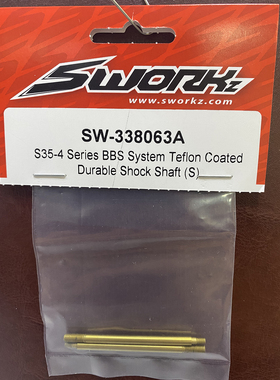 SWORKz
www.sworkz.com
SW-338063A
S35-4 Series BBS System Teflon Coated
Durable Shock Shaft (S)